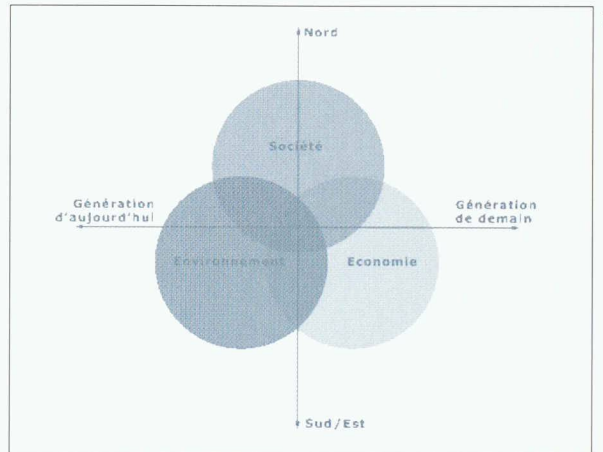 Nord
Société
Génération
d'aujourd'hui
Génération
de demain
Environnement
Economie
Sud/Est